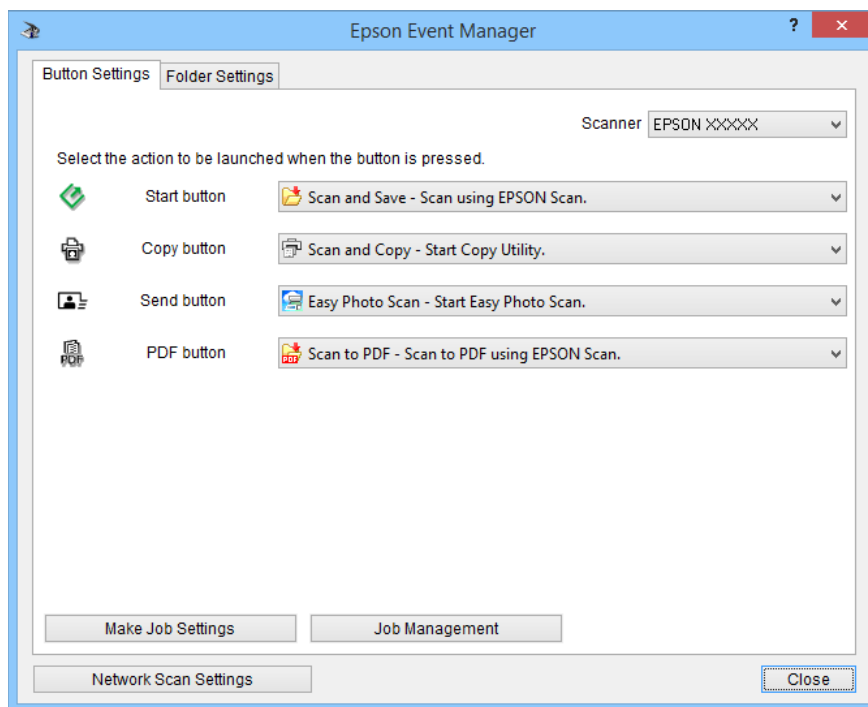 Epson Event Manager
?
Button Settings
Folder Settings
Scanner EPSON XXXXX
Select the action to be launched when the button is pressed.
Start button Scan and Save - Scan using EPSON Scan.
Copy button Scan and Copy - Start Copy Utility.
Send button Easy Photo Scan - Start Easy Photo Scan.
PDF PDF button PDF Scan to PDF - Scan to PDF using EPSON Scan.
Make Job Settings
Job Management
Network Scan Settings
Close